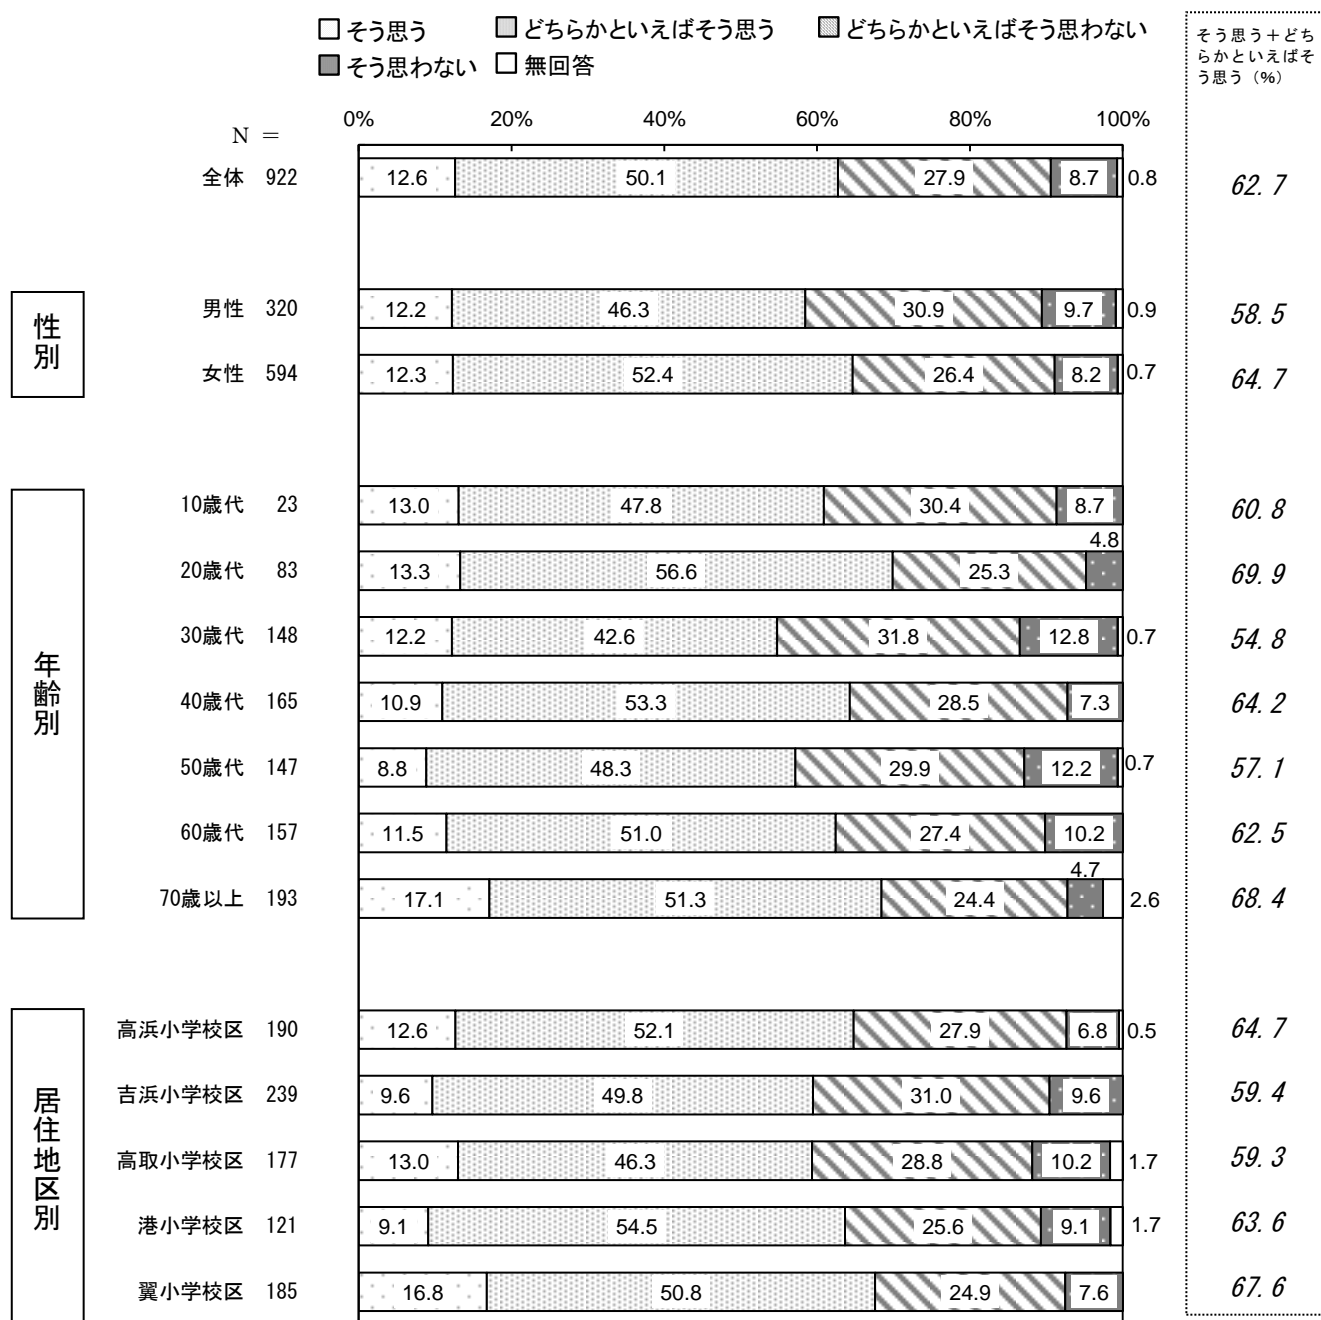 そう思う どちらかといえばそう思う どちらかといえばそう思わない
そう思わない 無回答
そう思う＋どち
らかといえばそ
う思う（%）
0% 20% 40% 60% 80% 100%
N =
全体 922 12.6 50.1 27.9 8.7 0.8 62.7
性別
男性 320 12.2 46.3 30.9 9.7 0.9 58.5
女性 594 12.3 52.4 26.4 8.2 0.7 64.7
年齢別
10歳代 23 13.0 47.8 30.4 8.7 60.8
20歳代 83 13.3 56.6 25.3 4.8 69.9
30歳代 148 12.2 42.6 31.8 12.8 0.7 54.8
40歳代 165 10.9 53.3 28.5 7.3 64.2
50歳代 147 8.8 48.3 29.9 12.2 0.7 57.1
60歳代 157 11.5 51.0 27.4 10.2 62.5
70歳以上 193 17.1 51.3 24.4 4.7 2.6 68.4
居住地区別
高浜小学校区 190 12.6 52.1 27.9 6.8 0.5 64.7
吉浜小学校区 239 9.6 49.8 31.0 9.6 59.4
高取小学校区 177 13.0 46.3 28.8 10.2 1.7 59.3
港小学校区 121 9.1 54.5 25.6 9.1 1.7 63.6
翼小学校区 185 16.8 50.8 24.9 7.6 67.6